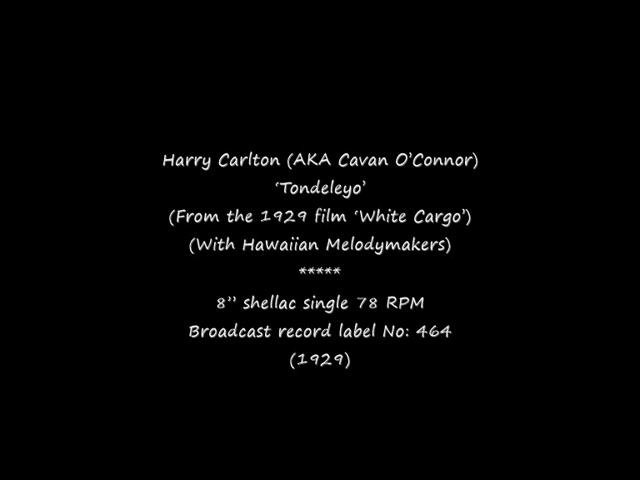 Harry Carlton (AKA Cavan O'Connor)
'Tondeleyo'
(From the 1929 film 'White Cargo')
(With Hawaiian Melodymakers)
*****
8” shellac single 78 RPM
Broadcast record label No: 464
(1929)